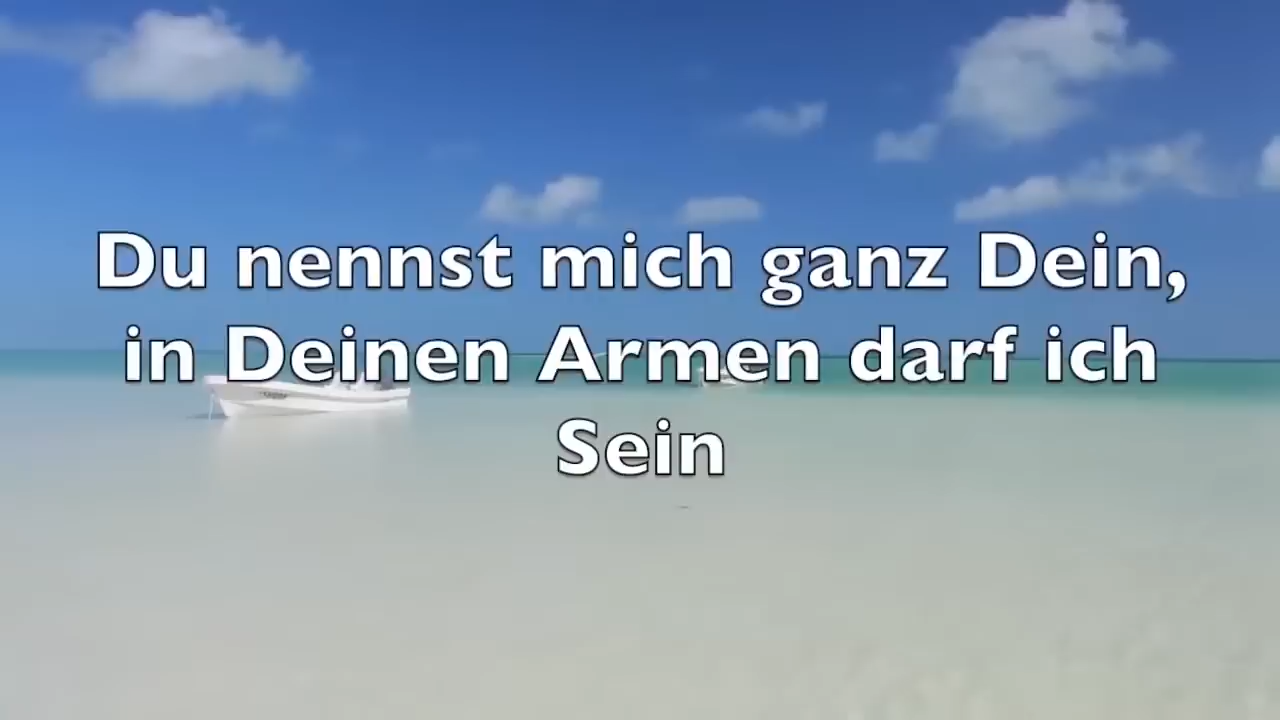 Du nennst mich ganz Dein,
in Deinen Armen darf ich
Sein